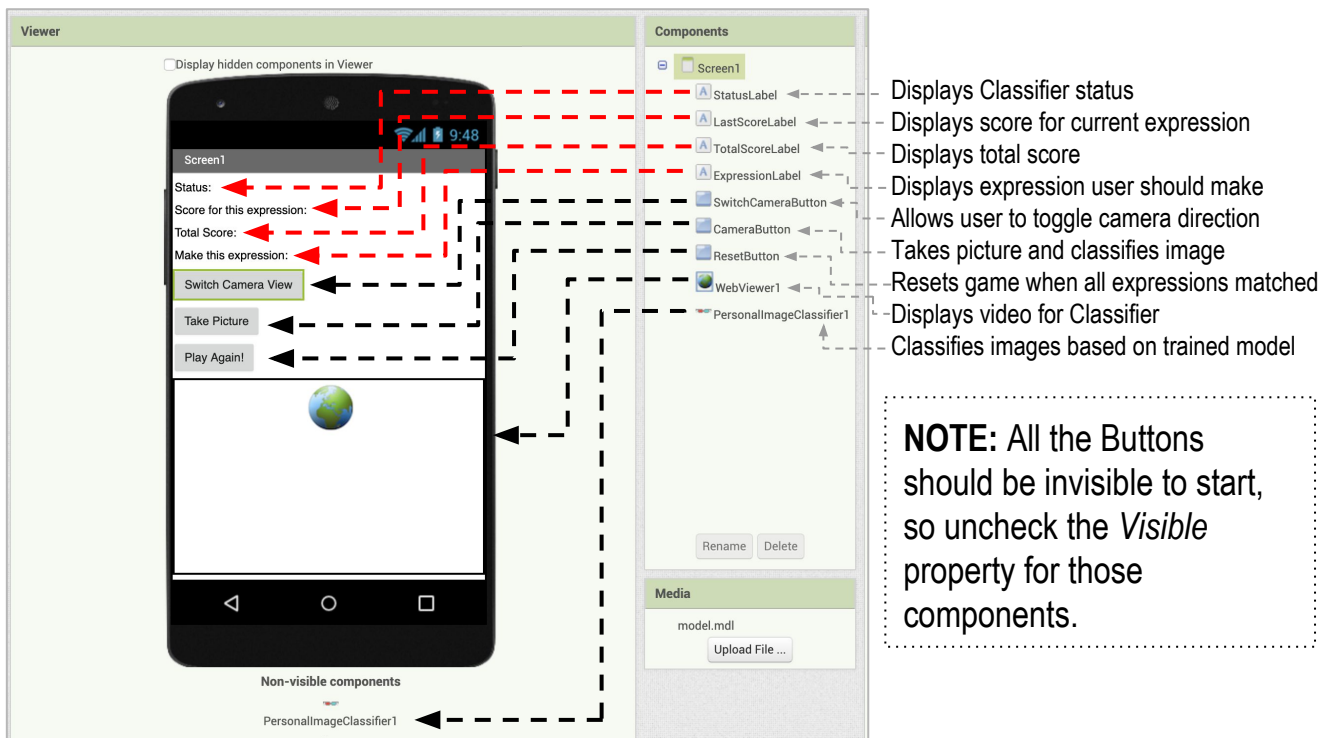 Viewer
Display hidden components in Viewer
9:48
Screen1
Status:
Score for this expression:
Total Score:
Make this expression:
Switch Camera View
Take Picture
Play Again!
Non-visible components
PersonalImageClassifier1
Components
Screen1
A StatusLabel
A LastScoreLabel
A TotalScoreLabel
A ExpressionLabel
SwitchCameraButton
CameraButton
ResetButton
WebViewer1
PersonalImageClassifier1
Rename Delete
Media
model.mdl
Upload File ...
Displays Classifier status
Displays score for current expression
Displays total score
Displays expression user should make
Allows user to toggle camera direction
Takes picture and classifies image
Resets game when all expressions matched
Displays video for Classifier
Classifies images based on trained model
NOTE: All the Buttons
should be invisible to start,
so uncheck the Visible
property for those
components.